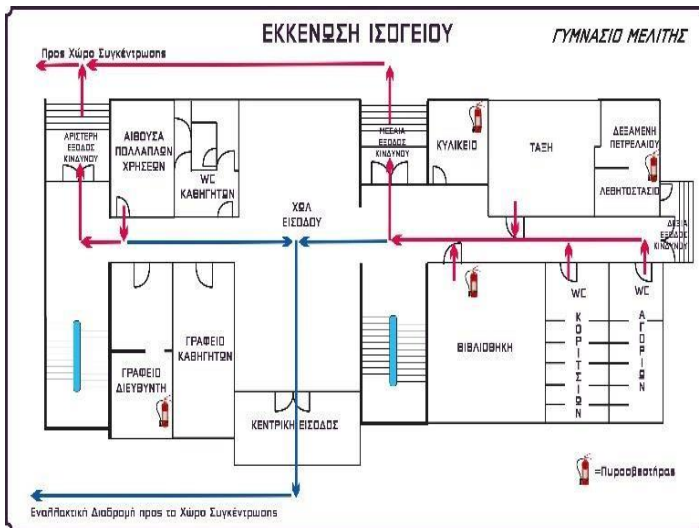 ΕΚΚΕΝΩΣΗ ΙΣΟΓΕΙΟΥ
ΓΥΜΝΑΣΙΟ ΜΕΛΙΤΗΣ
Προς Χώρο Συγκέντρωσης
ΑΡΙΣΤΕΡΗ
ΕΞΟΔΟΣ
ΚΙΝΔΥΝΟΥ
ΑΙΘΟΥΣΑ
ΠΟΛΛΑΠΛΩΝ
ΧΡΗΣΕΩΝ
WC
ΚΑΘΗΓΗΤΩΝ
ΧΩΛ
ΕΙΣΟΔΟΥ
ΜΕΣΑΙΑ
ΕΞΟΔΟΣ
ΚΙΝΔΥΝΟΥ
ΚΥΛΙΚΕΙΟ
ΤΑΞΗ
ΔΕΞΑΜΕΝΗ
ΠΕΤΡΕΛΑΙΟΥ
ΛΕΒΗΤΟΣΤΑΣΙΟ
ΔΕΞΙΑ
ΕΞΟΔΟΣ
ΚΙΝΔΥΝΟΥ
ΓΡΑΦΕΙΟ
ΔΙΕΥΘΥΝΤΗ
ΓΡΑΦΕΙΟ
ΚΑΘΗΓΗΤΩΝ
ΚΕΝΤΡΙΚΗ ΕΙΣΟΔΟΣ
ΒΙΒΛΙΟΘΗΚΗ
WC
ΚΟΡΙΤΣΙΩΝ
WC
ΑΓΟΡΙΩΝ
=Πυροσβεστήρας
Εναλλακτική Διαδρομή προς το Χώρο Συγκέντρωσης